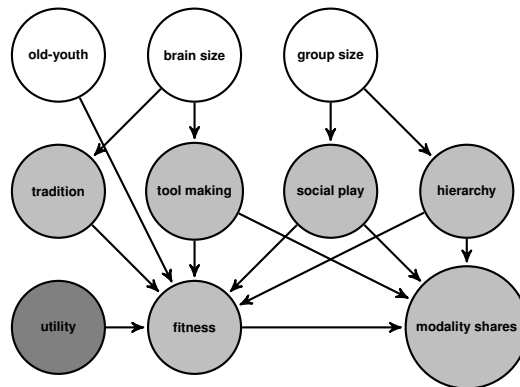 old-youth
brain size
group size
tradition
tool making
social play
hierarchy
utility
fitness
modality shares